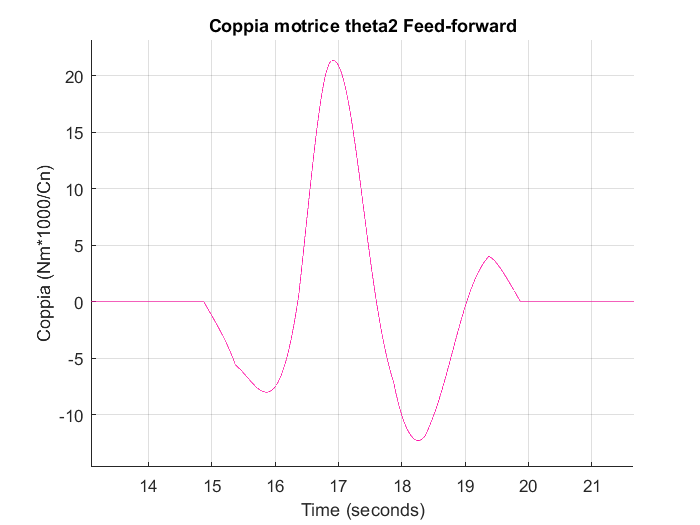 Coppia motrice theta2 Feed-forward
Coppia (Nm*1000/Cn)
20
15
10
5
0
-5
-10
14 15 16 17 18 19 20 21
Time (seconds)